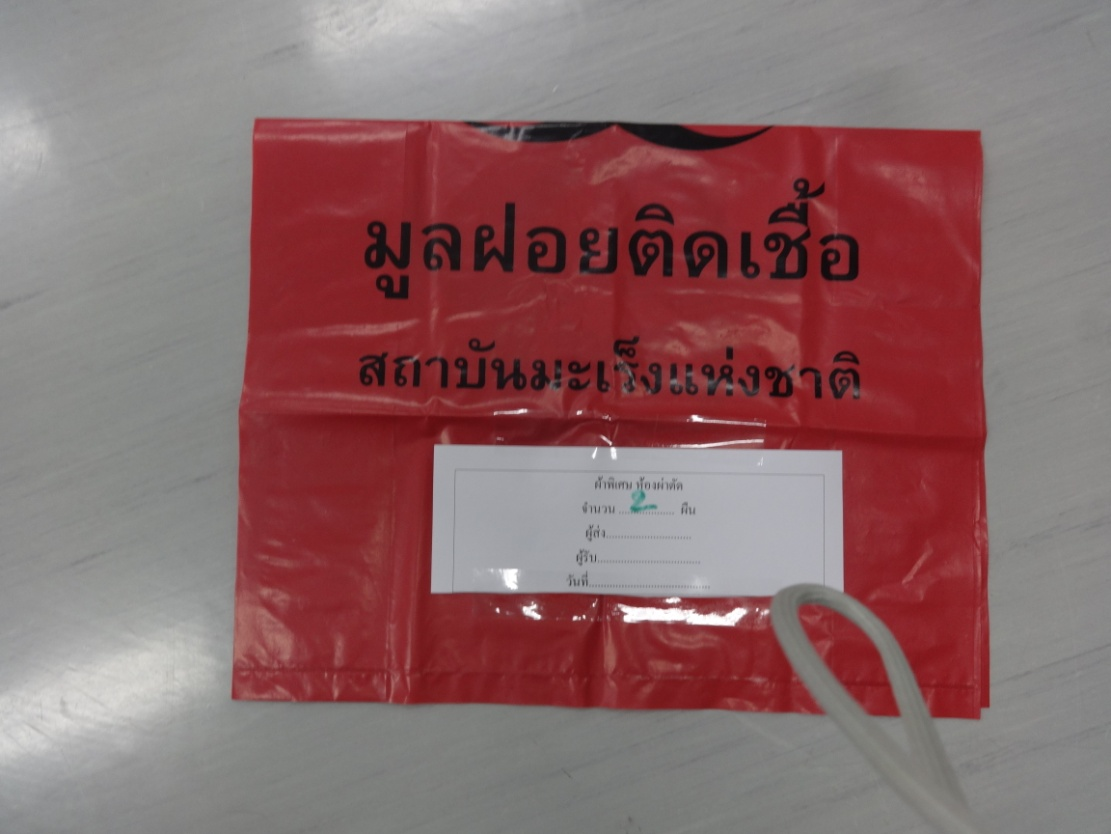 มูลฝอยติดเชื้อ
สถาบันมะเร็งแห่งชาติ
ผ้าพิเศษ ห้องผ่าตัด
จำนวน ......2.......... ผืน
ผู้ส่ง..........................
ผู้รับ................................
วันที่.....................................